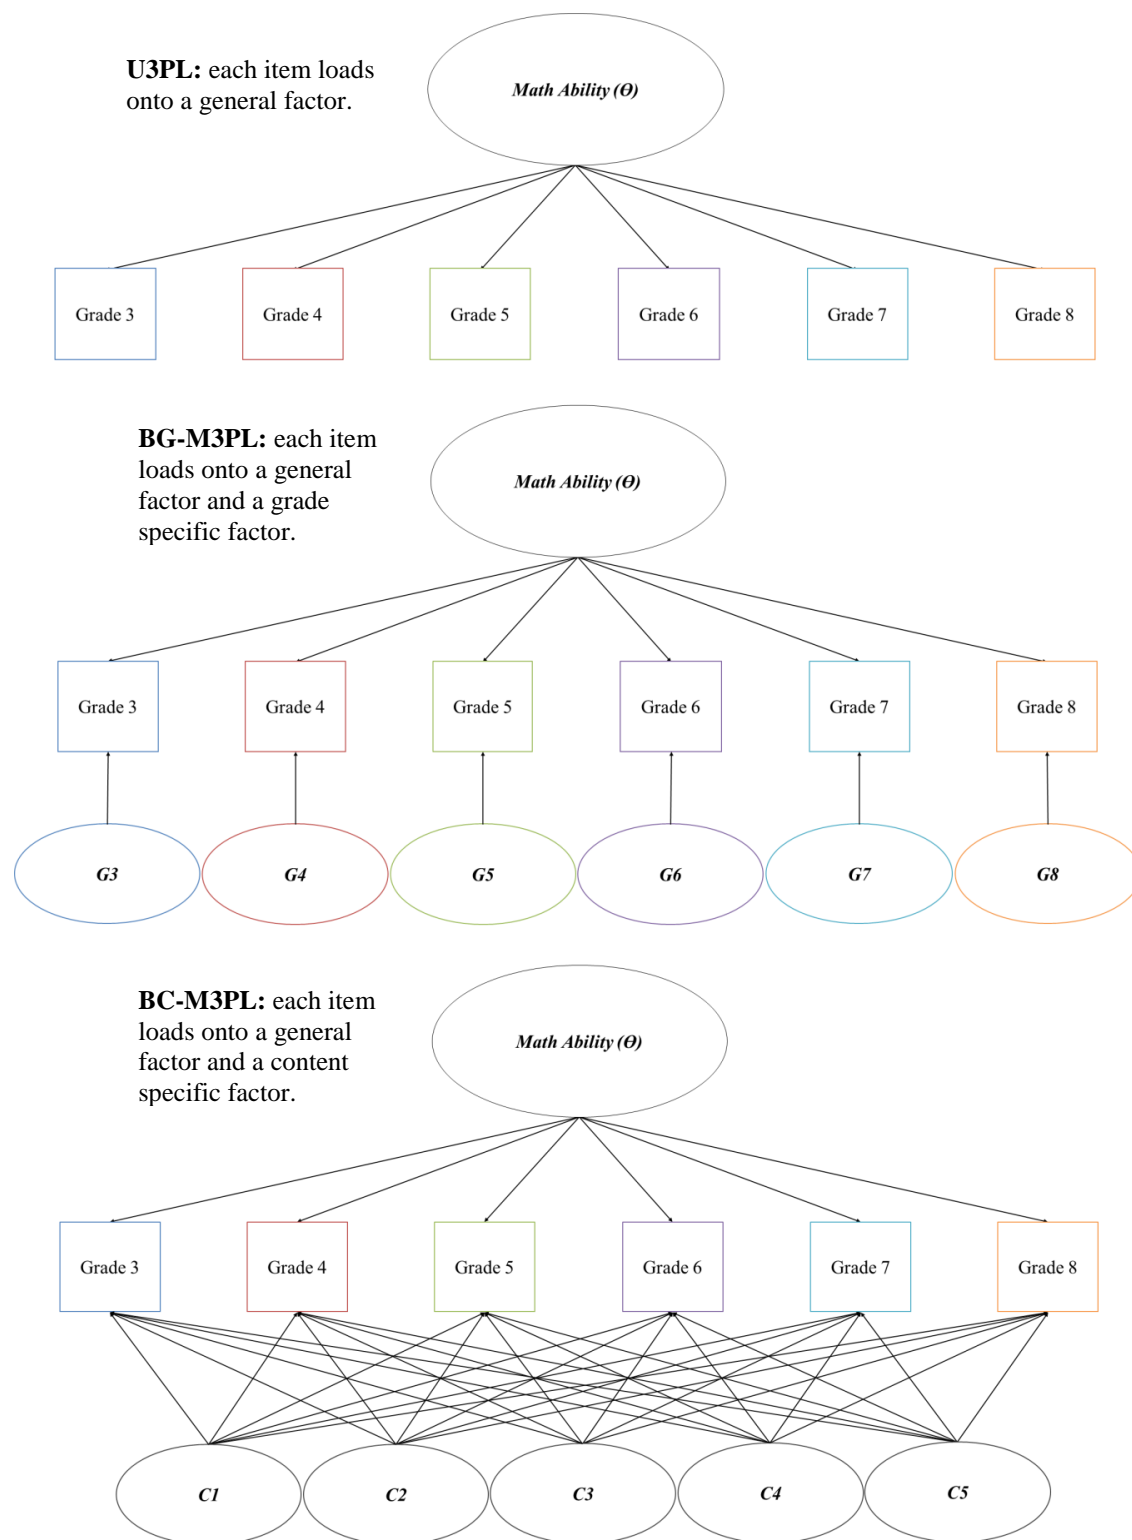 U3PL: each item loads
onto a general factor.
Math Ability (Ө)
Grade 3
Grade 4
Grade 5
Grade 6
Grade 7
Grade 8
BG-M3PL: each item
loads onto a general
factor and a grade
specific factor.
Math Ability (Ө)
Grade 3
Grade 4
Grade 5
Grade 6
Grade 7
Grade 8
G3
G4
G5
G6
G7
G8
BC-M3PL: each item
loads onto a general
factor and a content
specific factor.
Math Ability (Ө)
Grade 3
Grade 4
Grade 5
Grade 6
Grade 7
Grade 8
C1
C2
C3
C4
C5